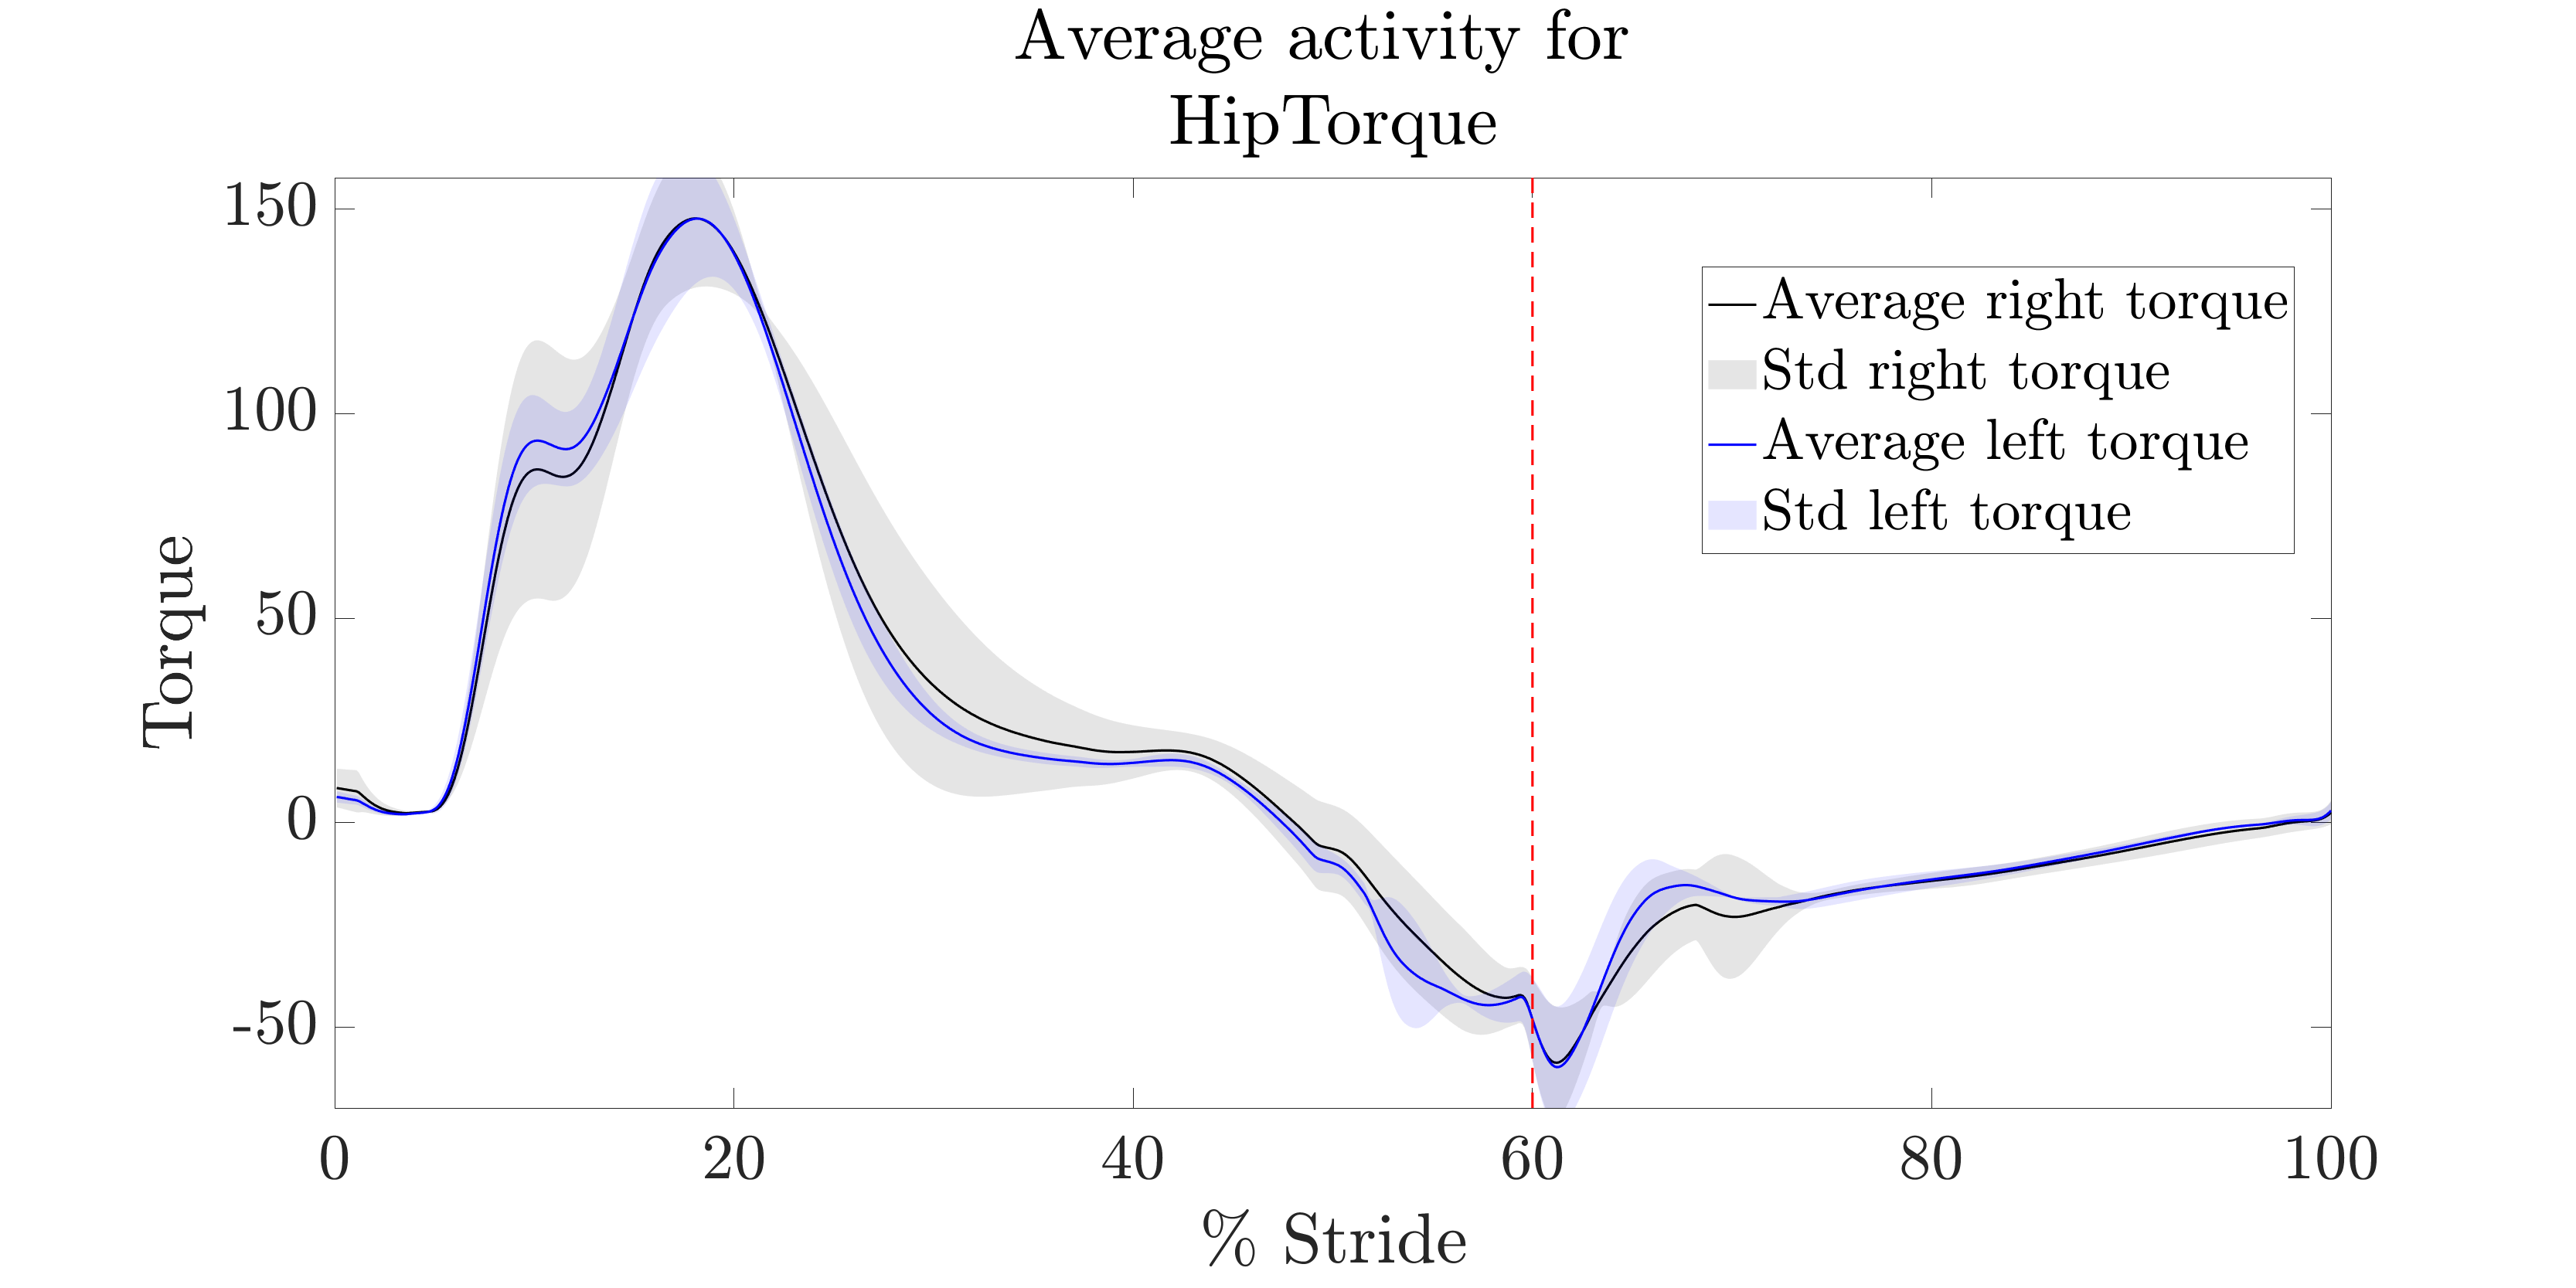 Average activity for
HipTorque
150
100
50
0
-50
Torque
Average right torque
Std right torque
Average left torque
Std left torque
0 20 40 60 80 100
% Stride